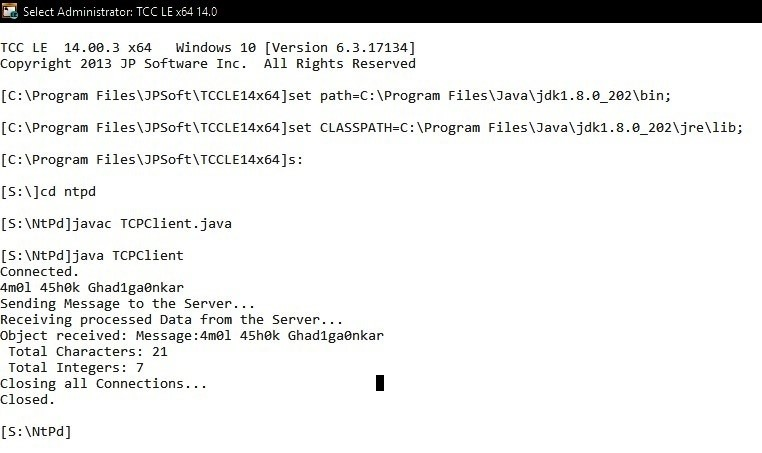 Select Administrator: TCC LE x64 14.0
TCC LE  14.00.3 x64   Windows 10 [Version 6.3.17134]
Copyright 2013 JP Software Inc.  All Rights Reserved
[C:\Program Files\JPSoft\TCCLE14x64]set path=C:\Program Files\Java\jdk1.8.0_202\bin;
[C:\Program Files\JPSoft\TCCLE14x64]set CLASSPATH=C:\Program Files\Java\jdk1.8.0_202\jre\lib;
[C:\Program Files\JPSoft\TCCLE14x64]s:
[S:\]cd ntpd
[S:\NtPd]javac TCPClient.java
[S:\NtPd]java TCPClient
Connected.
4m0l 45h0k Ghad1ga0nkar
Sending Message to the Server...
Receiving processed Data from the Server...
Object received: Message:4m0l 45h0k Ghad1ga0nkar
 Total Characters: 21
 Total Integers: 7
Closing all Connections...
Closed.
[S:\NtPd]